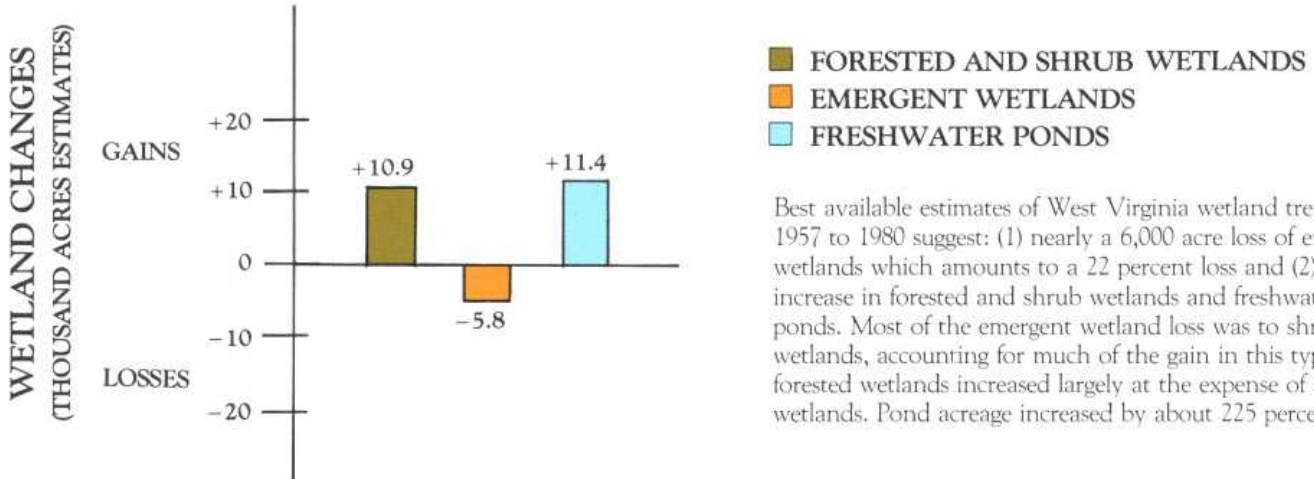 WETLAND CHANGES
(THOUSAND ACRES ESTIMATES)
GAINS
LOSSES
+20
+10
0
−10
−20
+10.9
−5.8
+11.4
FORESTED AND SHRUB WETLANDS
EMERGENT WETLANDS
FRESHWATER PONDS
Best available estimates of West Virginia wetland
1957 to 1980 suggest: (1) nearly a 6,000 acre loss of
wetlands which amounts to a 22 percent loss and (2)
increase in forested and shrub wetlands and
ponds. Most of the emergent wetland loss was to
wetlands, accounting for much of the gain in this
forested wetlands increased largely at the expense of
wetlands. Pond acreage increased by about 225